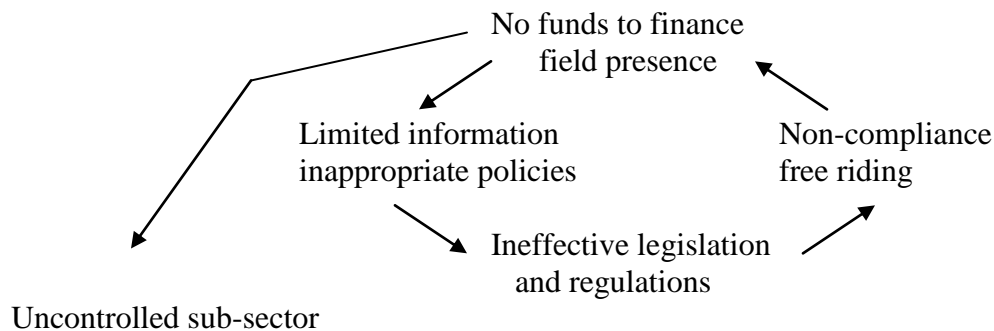 No funds to finance
field presence
Limited information
inappropriate policies
Non-compliance
free riding
Ineffective legislation
and regulations
Uncontrolled sub-sector